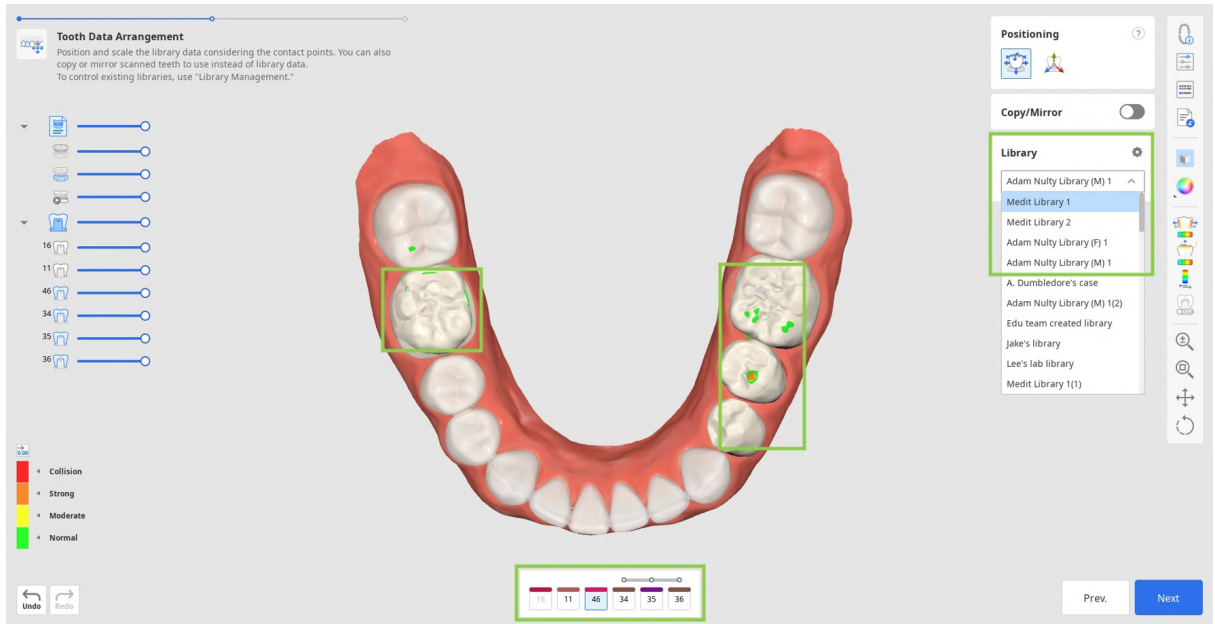 Tooth Data Arrangement
Position and scale the library data considering the contact points. You can also
copy or mirror scanned teeth to use instead of library data.
To control existing libraries, use "Library Management."
16
11
46
34
35
36
0.00
Collision
Strong
Moderate
Normal
Undo
Redo
16 11 46 34 35 36
Positioning ?
Copy/Mirror
Library
Adam Nulty Library (M) 1
Medit Library 1
Medit Library 2
Adam Nulty Library (F) 1
Adam Nulty Library (M) 1
A. Dumbledore's case
Adam Nulty Library (M) 1(2)
Edu team created library
Jake's library
Lee's lab library
Medit Library 1(1)
Prev.
Next